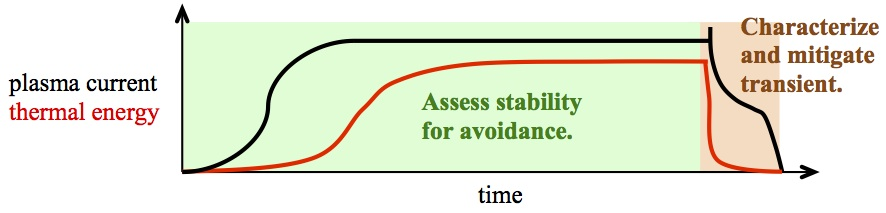 Characterize
and mitigate
transient.
plasma current
thermal energy
Assess stability
for avoidance.
time